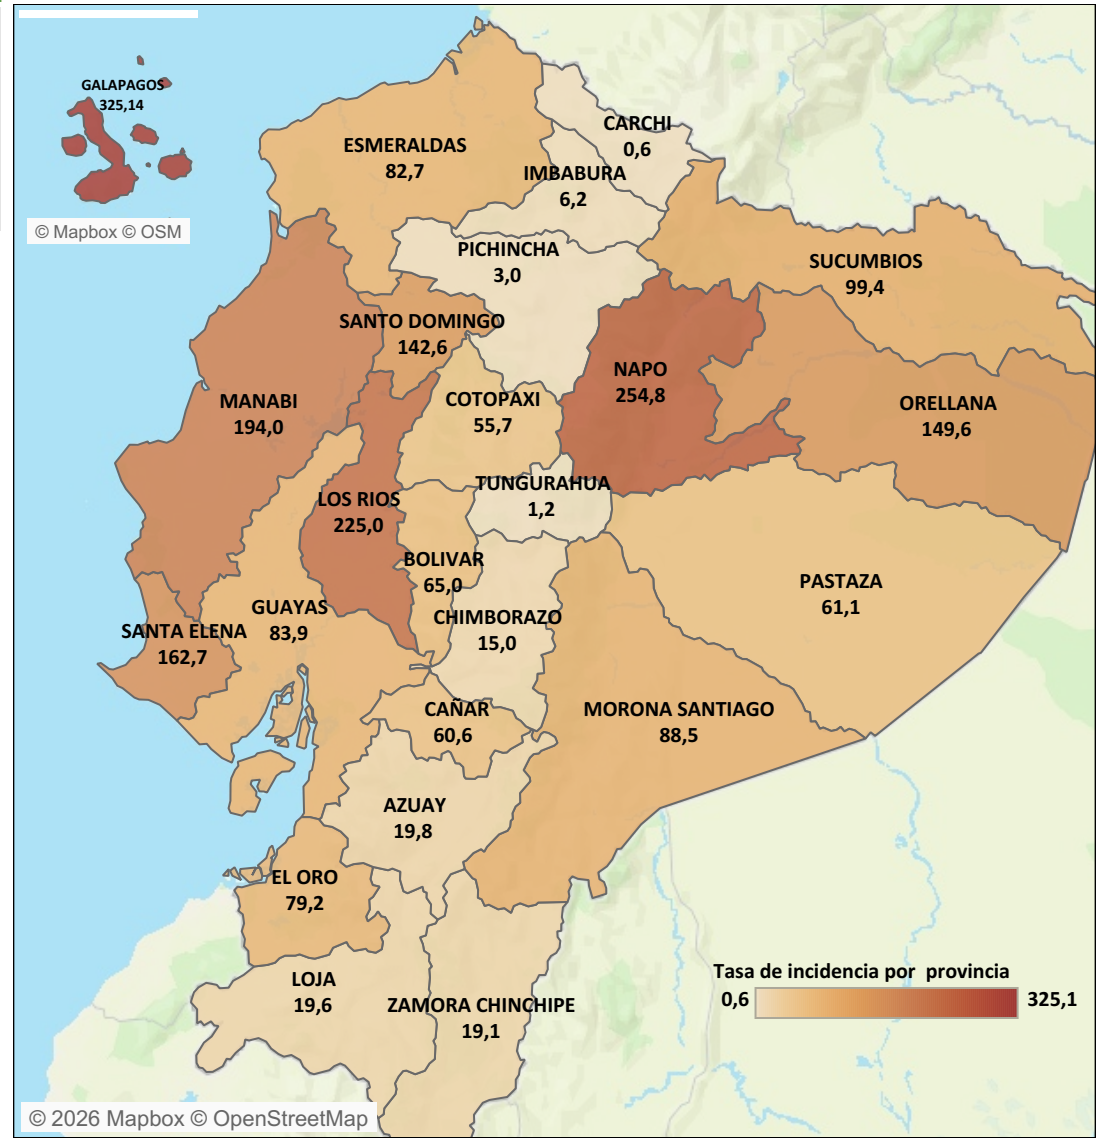 GALAPAGOS
325,14
© Mapbox © OSM
ESMERALDAS
82,7
CARCHI
0,6
IMBABURA
6,2
PICHINCHA
3,0
SUCUMBIOS
99,4
SANTO DOMINGO
142,6
NAPO
254,8
MANABI
194,0
COTOPAXI
55,7
ORELLANA
149,6
LOS RIOS
225,0
TUNGURAHUA
1,2
BOLIVAR
65,0
PASTAZA
61,1
GUAYAS
83,9
CHIMBORAZO
15,0
SANTA ELENA
162,7
CAÑAR
60,6
MORONA SANTIAGO
88,5
AZUAY
19,8
EL ORO
79,2
LOJA
19,6
ZAMORA CHINCHIPE
19,1
Tasa de incidencia por provincia
0,6 325,1
© 2026 Mapbox © OpenStreetMap